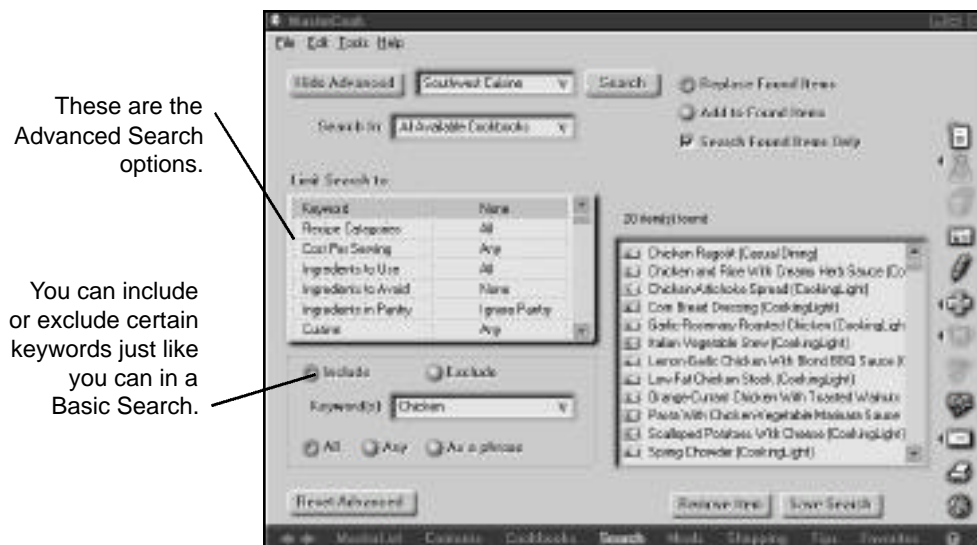 MasterCook
File Edit Tools Help
Hide Advanced
Southwest Cuisine
Search
Replace Found Items
Add to Found Items
Search Found Items Only
Search In:
All Available Cookbooks
These are the
Advanced Search
options.
Limit Search to:
Keyword None
Recipe Categories All
Cost Per Serving Any
Ingredients to Use All
Ingredients to Avoid None
Ingredients in Pantry Ignore Pantry
Cuisine Any
20 item(s) found
Chicken Ragoût (Casual Dining)
Chicken and Rice With Creamy Herb Sauce (Co
Chicken-Artichoke Spread (CookingLight)
Corn Bread Dressing (CookingLight)
Garlic-Rosemary Roasted Chicken (CookingLigh
Italian Vegetable Stew (CookingLight)
Lemon-Garlic Chicken With Blond BBQ Sauce (C
Low Fat Chicken Stock (CookingLight)
Orange-Currant Chicken With Toasted Walnuts
Pasta With Chicken-Vegetable Marinara Sauce
Scalloped Potatoes With Cheese (CookingLight)
Spring Chowder (CookingLight)
You can include
or exclude certain
keywords just like
you can in a
Basic Search.
Include
Exclude
Keyword(s)
Chicken
All Any As a phrase
Reset Advanced
Remove Item
Save Search
MasterList Contents Cookbooks Search Meals Shopping Tips Favorites